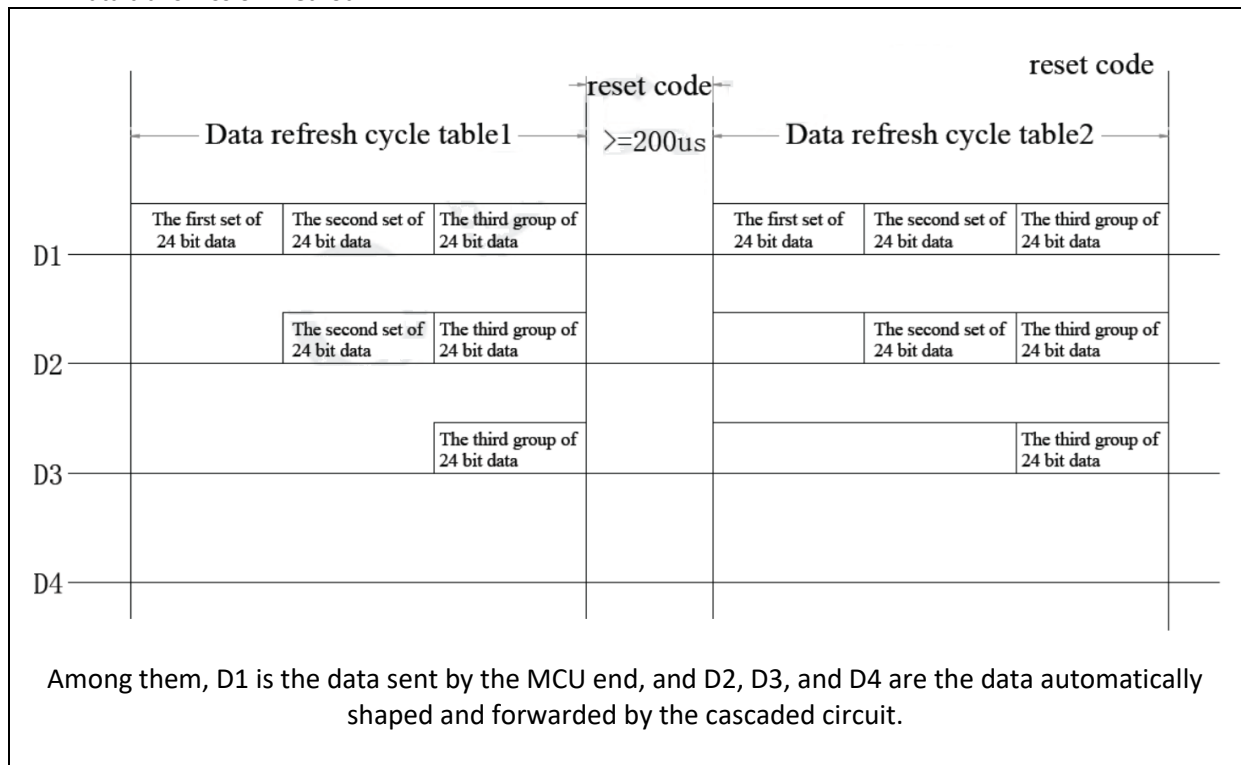 reset code
reset code
Data refresh cycle table1
>=200us
Data refresh cycle table2
The first set of
24 bit data
The second set of
24 bit data
The third group of
24 bit data
The first set of
24 bit data
The second set of
24 bit data
The third group of
24 bit data
D1
The second set of
24 bit data
The third group of
24 bit data
The second set of
24 bit data
The third group of
24 bit data
D2
The third group of
24 bit data
The third group of
24 bit data
D3
D4
Among them, D1 is the data sent by the MCU end, and D2, D3, and D4 are the data automatically
shaped and forwarded by the cascaded circuit.